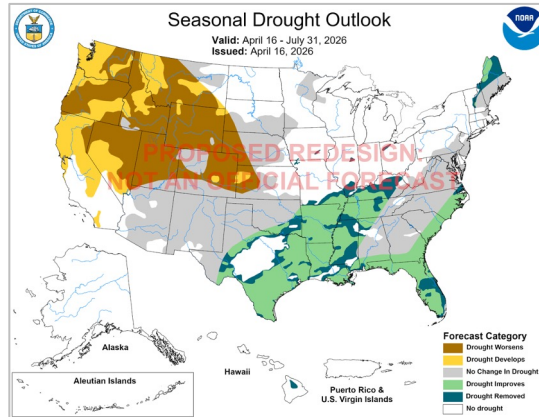 Seasonal Drought Outlook
Valid: April 16 - July 31, 2026
Issued: April 16, 2026
NOAA
PROPOSED REDESIGN
NOT AN OFFICIAL FORECAST
Alaska
Aleutian Islands
Hawaii
Puerto Rico &
U.S. Virgin Islands
Forecast Category
Drought Worsens
Drought Develops
No Change In Drought
Drought Improves
Drought Removed
No drought